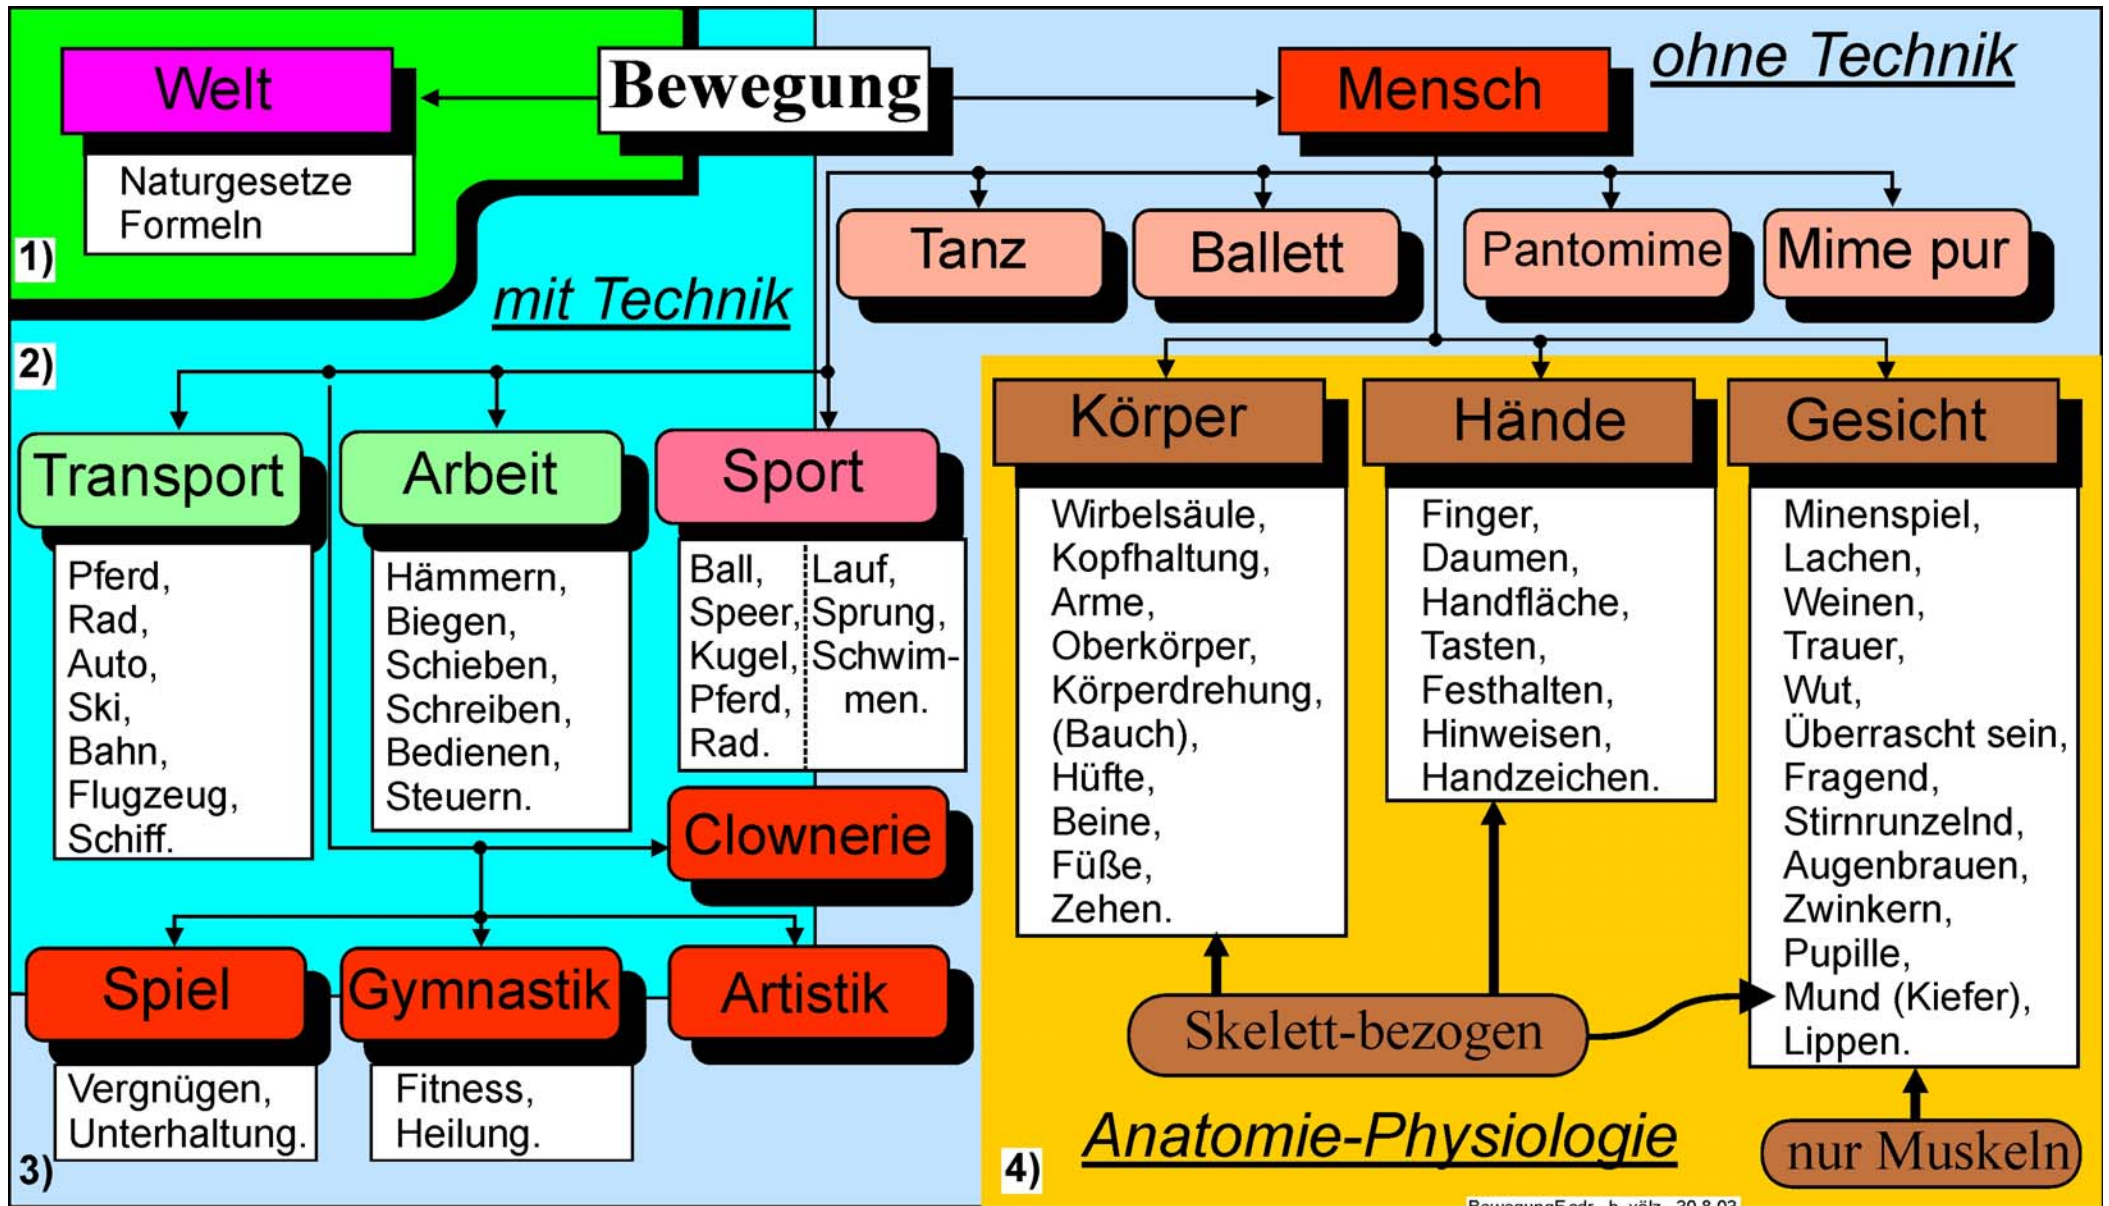 Welt
Naturgesetze
Formeln
1)
Bewegung
Mensch
ohne Technik
Tanz
Ballett
Pantomime
Mime pur
mit Technik
2)
Transport
Pferd,
Rad,
Auto,
Ski,
Bahn,
Flugzeug,
Schiff.
Arbeit
Hämmern,
Biegen,
Schieben,
Schreiben,
Bedienen,
Steuern.
Sport
Ball,
Speer,
Kugel,
Pferd,
Rad.
Lauf,
Sprung,
Schwim-
men.
Clownerie
Spiel
Vergnügen,
Unterhaltung.
Gymnastik
Fitness,
Heilung.
Artistik
3)
Körper
Wirbelsäule,
Kopfhaltung,
Arme,
Oberkörper,
Körperdrehung,
(Bauch),
Hüfte,
Beine,
Füße,
Zehen.
Hände
Finger,
Daumen,
Handfläche,
Tasten,
Festhalten,
Hinweisen,
Handzeichen.
Gesicht
Minenspiel,
Lachen,
Weinen,
Trauer,
Wut,
Überrascht sein,
Fragend,
Stirnrunzelnd,
Augenbrauen,
Zwinkern,
Pupille,
Mund (Kiefer),
Lippen.
Skelett-bezogen
nur Muskeln
Anatomie-Physiologie
4)
h. völz